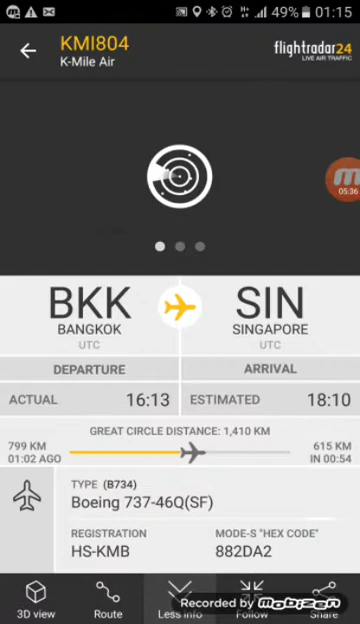 49% 01:15
KMI804
K-Mile Air
flightradar24
LIVE AIR TRAFFIC
05:36
BKK
SIN
BANGKOK
SINGAPORE
UTC
UTC
DEPARTURE
ARRIVAL
ACTUAL 16:13
ESTIMATED 18:10
GREAT CIRCLE DISTANCE: 1,410 KM
799 KM
01:02 AGO
615 KM
IN 00:54
TYPE (B734)
Boeing 737-46Q(SF)
REGISTRATION
MODE-S "HEX CODE"
HS-KMB
882DA2
Recorded by mobizen
3D view
Route
Less info
Follow
Share